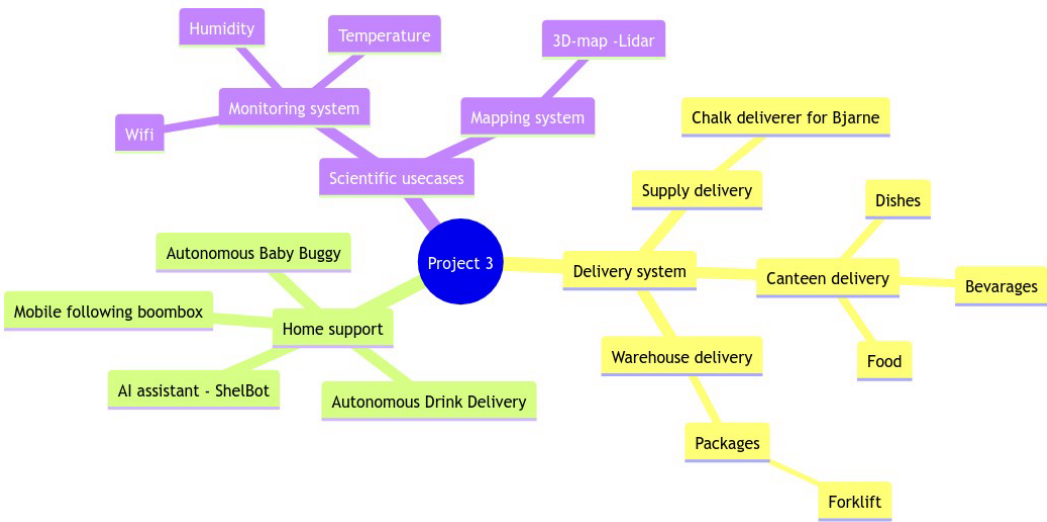 Humidity
Temperature
3D-map -Lidar
Monitoring system
Mapping system
Wifi
Scientific usecases
Chalk deliverer for Bjarne
Supply delivery
Dishes
Project 3
Delivery system
Canteen delivery
Bevarages
Food
Warehouse delivery
Packages
Forklift
Autonomous Baby Buggy
Mobile following boombox
Home support
AI assistant - ShelBot
Autonomous Drink Delivery